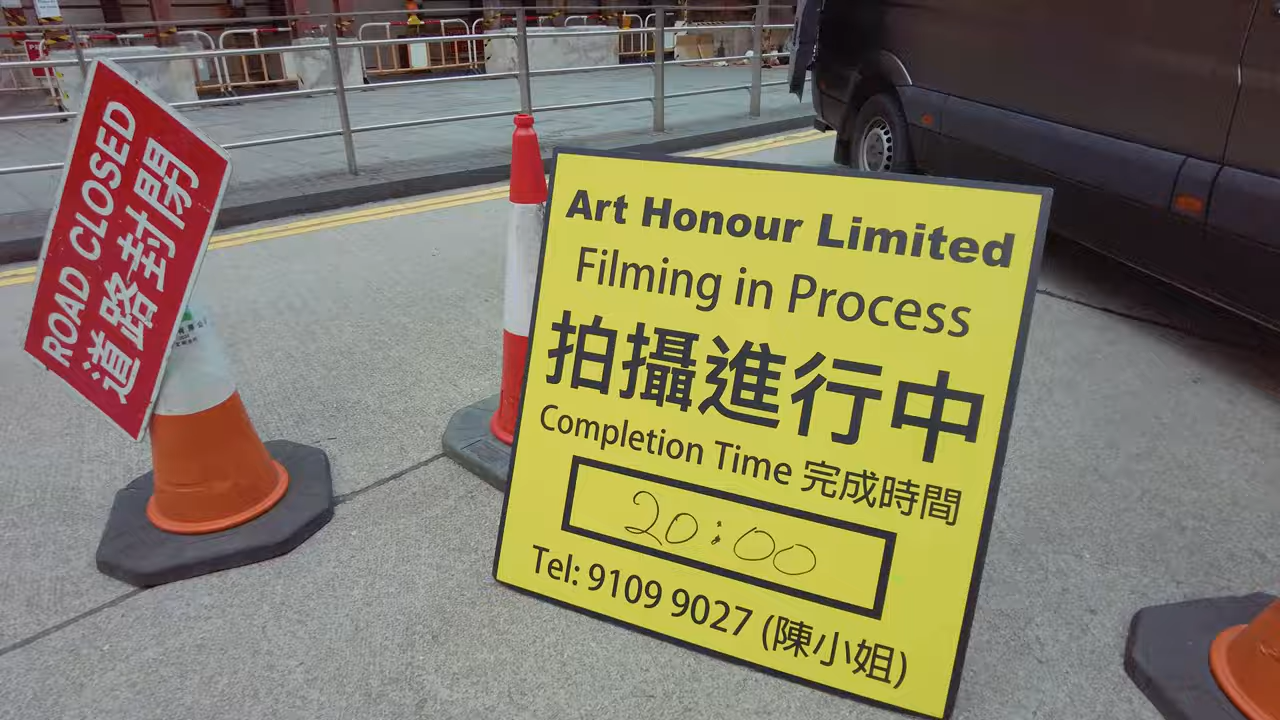 ROAD CLOSED
道路封閉
Art Honour Limited
Filming in Process
拍攝進行中
Completion Time 完成時間
20:00
Tel: 9109 9027 (陳小姐)